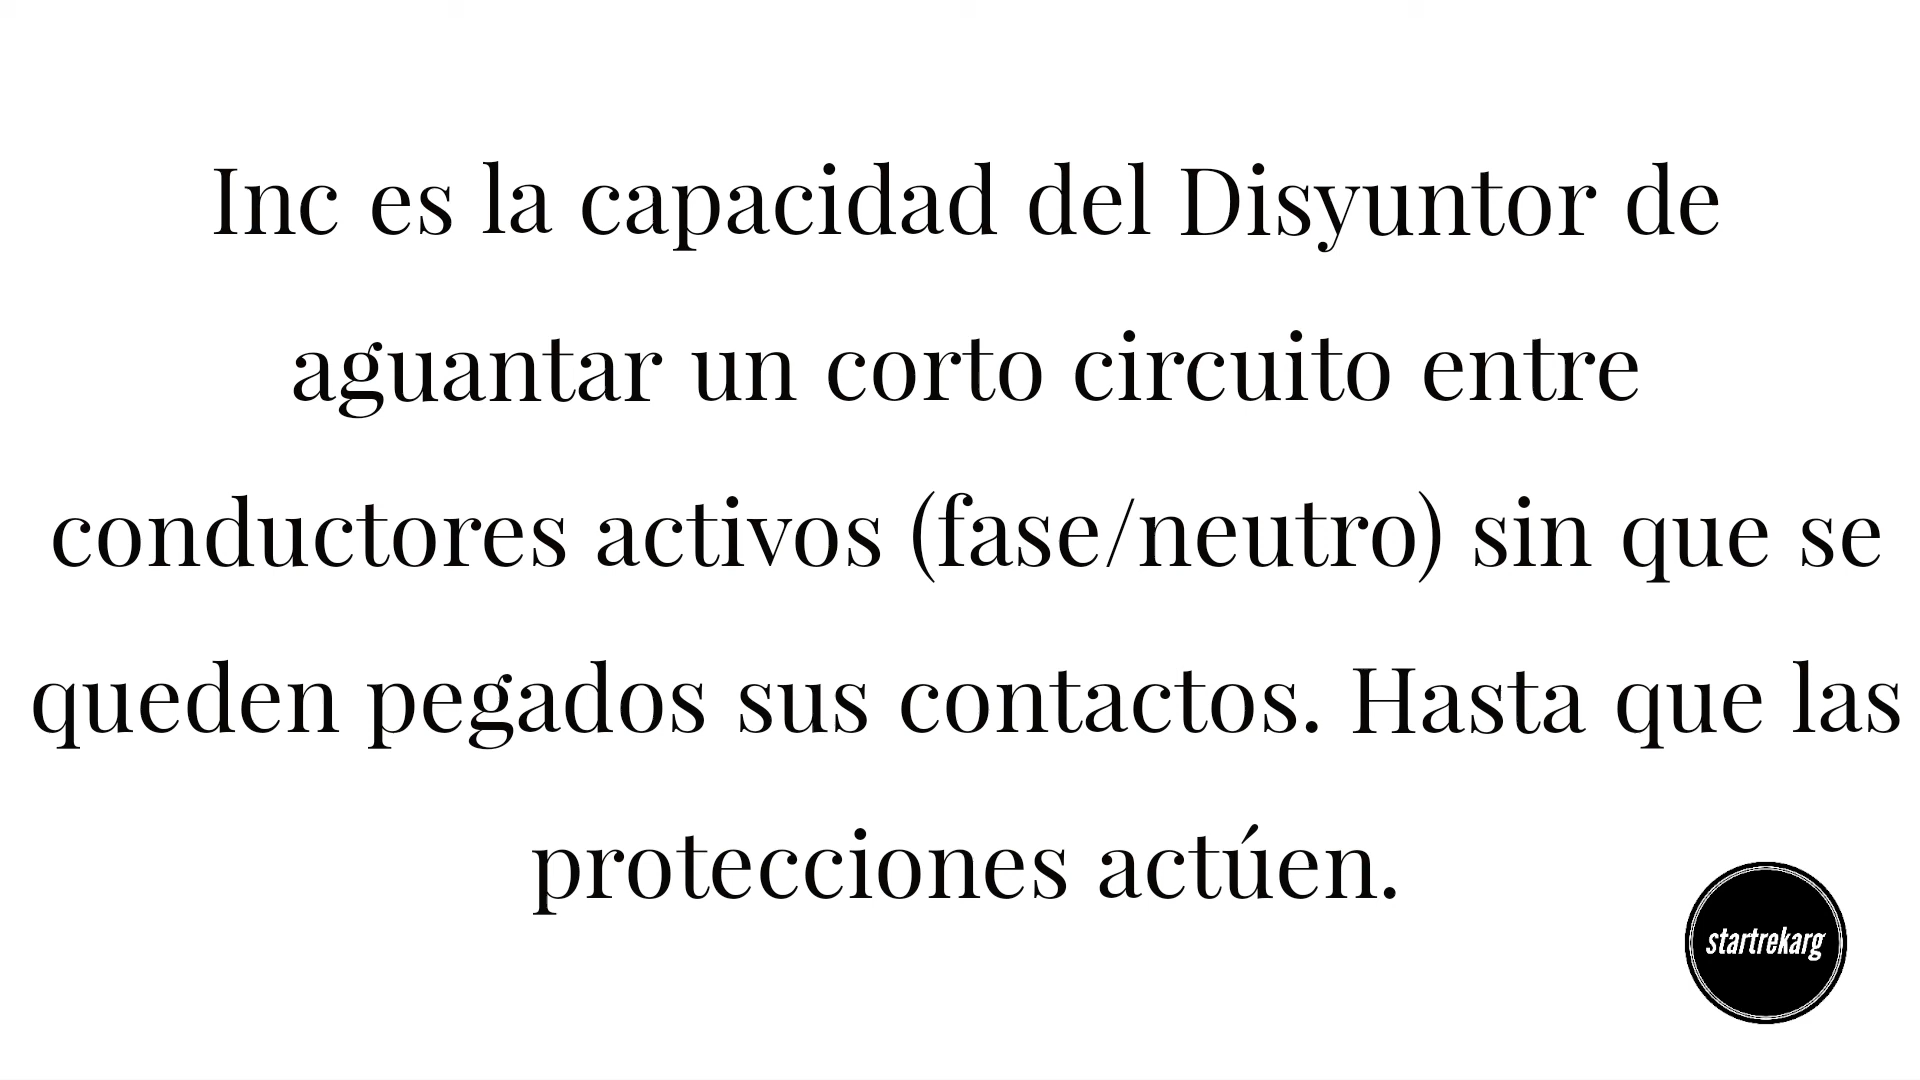 Inc es la capacidad del Disyuntor de
aguantar un corto circuito entre
conductores activos (fase/neutro) sin que se
queden pegados sus contactos. Hasta que las
protecciones actúen.
startrekarg